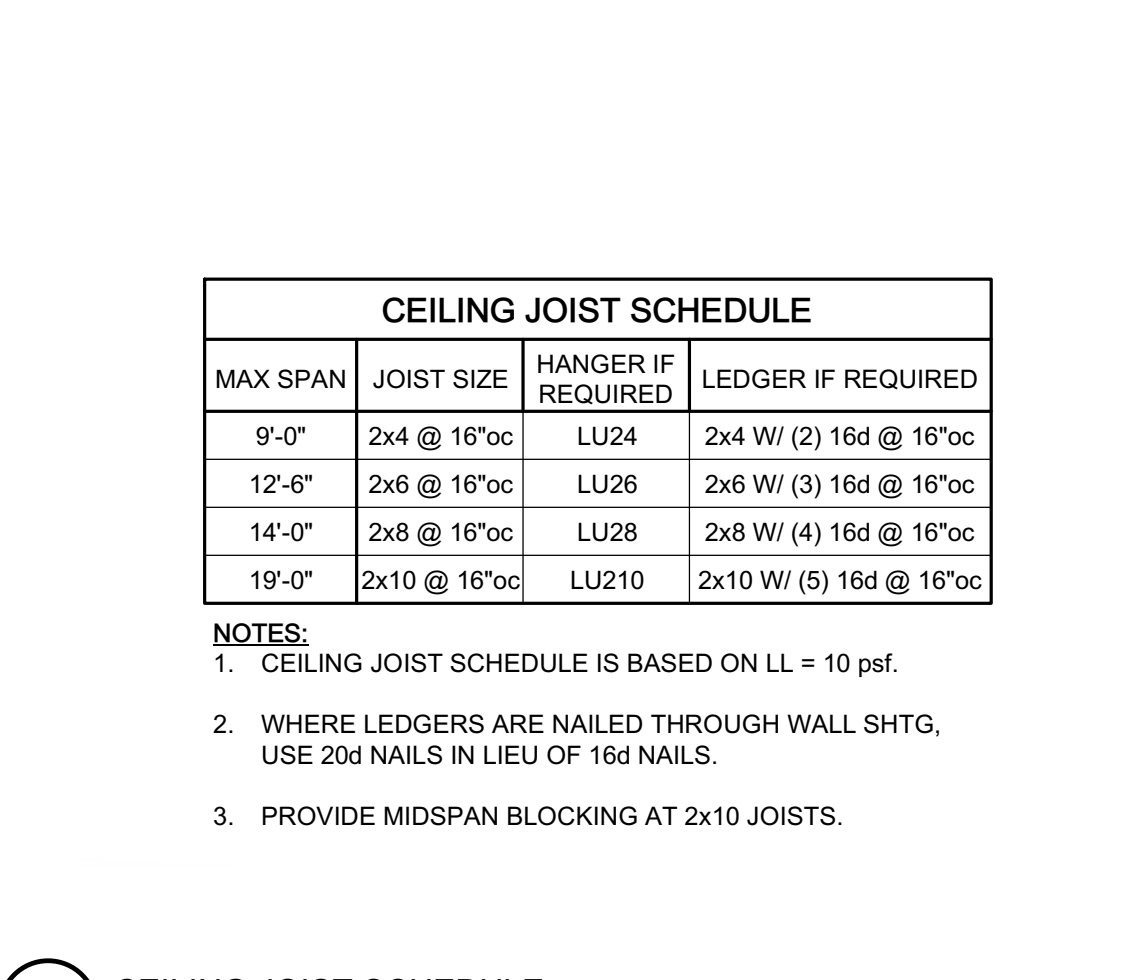 CEILING JOIST SCHEDULE
MAX SPAN JOIST SIZE HANGER IF REQUIRED LEDGER IF REQUIRED
9'-0" 2x4 @ 16"oc LU24 2x4 W/ (2) 16d @ 16"oc
12'-6" 2x6 @ 16"oc LU26 2x6 W/ (3) 16d @ 16"oc
14'-0" 2x8 @ 16"oc LU28 2x8 W/ (4) 16d @ 16"oc
19'-0" 2x10 @ 16"oc LU210 2x10 W/ (5) 16d @ 16"oc
NOTES:
1. CEILING JOIST SCHEDULE IS BASED ON LL = 10 psf.
2. WHERE LEDGERS ARE NAILED THROUGH WALL SHTG,
USE 20d NAILS IN LIEU OF 16d NAILS.
3. PROVIDE MIDSPAN BLOCKING AT 2x10 JOISTS.
CEILING JOIST SCHEDULE